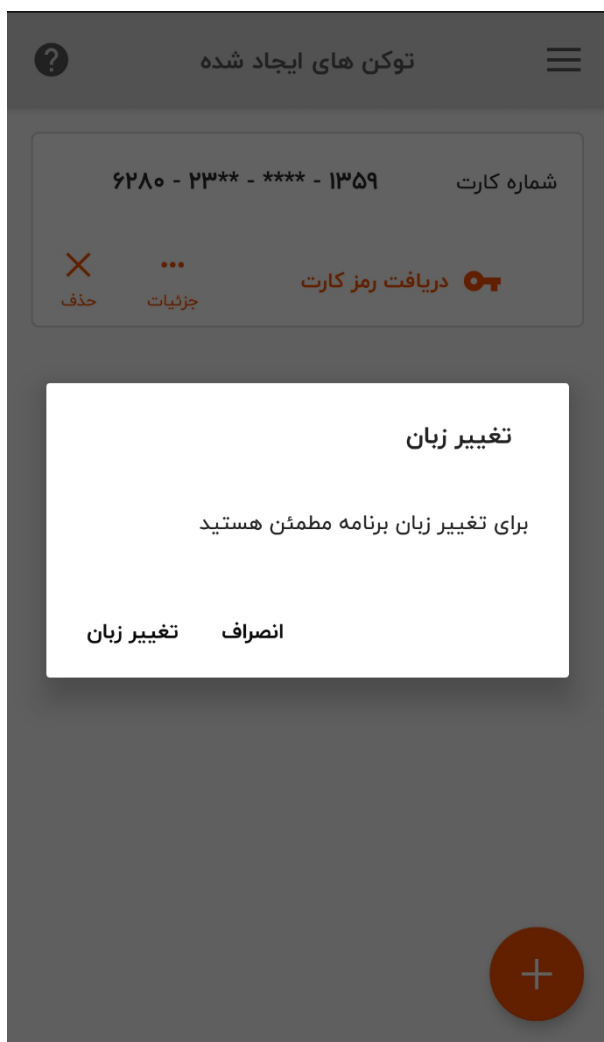 توکن های ایجاد شده
شماره کارت ۶۲۸۰ - ۲۳** - **** - ۱۳۵۹
دریافت رمز کارت
جزئیات
حذف
تغییر زبان
برای تغییر زبان برنامه مطمئن هستید
انصراف
تغییر زبان